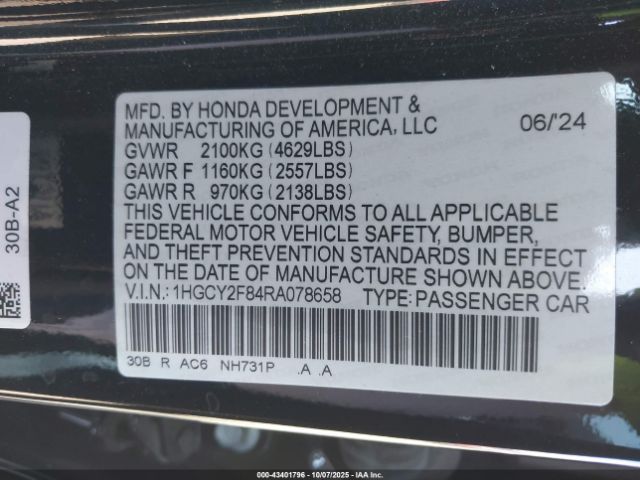 MFD. BY HONDA DEVELOPMENT &
MANUFACTURING OF AMERICA, LLC 06/'24
GVWR 2100KG (4629LBS)
GAWR F 1160KG (2557LBS)
GAWR R 970KG (2138LBS)
THIS VEHICLE CONFORMS TO ALL APPLICABLE
FEDERAL MOTOR VEHICLE SAFETY, BUMPER,
AND THEFT PREVENTION STANDARDS IN EFFECT
ON THE DATE OF MANUFACTURE SHOWN ABOVE.
V.I.N.: 1HGCY2F84RA078658 TYPE: PASSENGER CAR
30B R AC6 NH731P .A .A
30B-A2
000-43401796 - 10/07/2025 - IAA Inc.